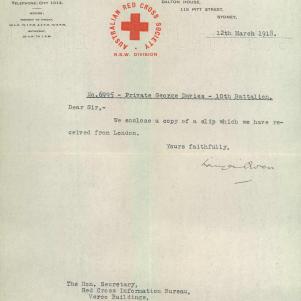 TELEPHONE: CITY 1013.
DALTON HOUSE,
115 PITT STREET,
SYDNEY,
AUSTRALIAN RED CROSS SOCIETY
N.S.W. DIVISION
12th March 1918.
No.6995 - Private George Davies - 10th Battalion.
Dear Sir,-
We enclose a copy of a slip which we have re-
ceived from London.
Yours faithfully,
The Hon. Secretary,
Red Cross Information Bureau,
Verco Buildings,